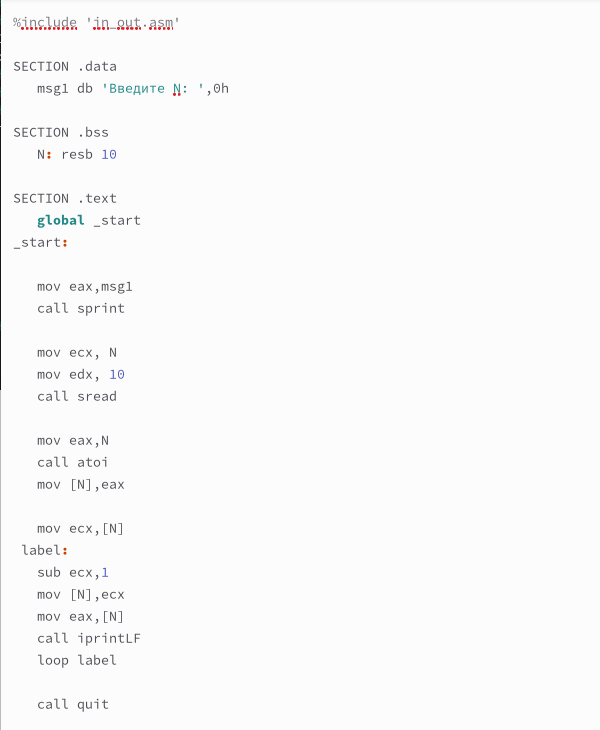 %include 'in_out.asm'
SECTION .data
msg1 db 'Введите N: ',0h
SECTION .bss
N: resb 10
SECTION .text
global _start
_start:
mov eax,msg1
call sprint
mov ecx, N
mov edx, 10
call sread
mov eax,N
call atoi
mov [N],eax
mov ecx,[N]
label:
sub ecx,1
mov [N],ecx
mov eax,[N]
call iprintLF
loop label
call quit